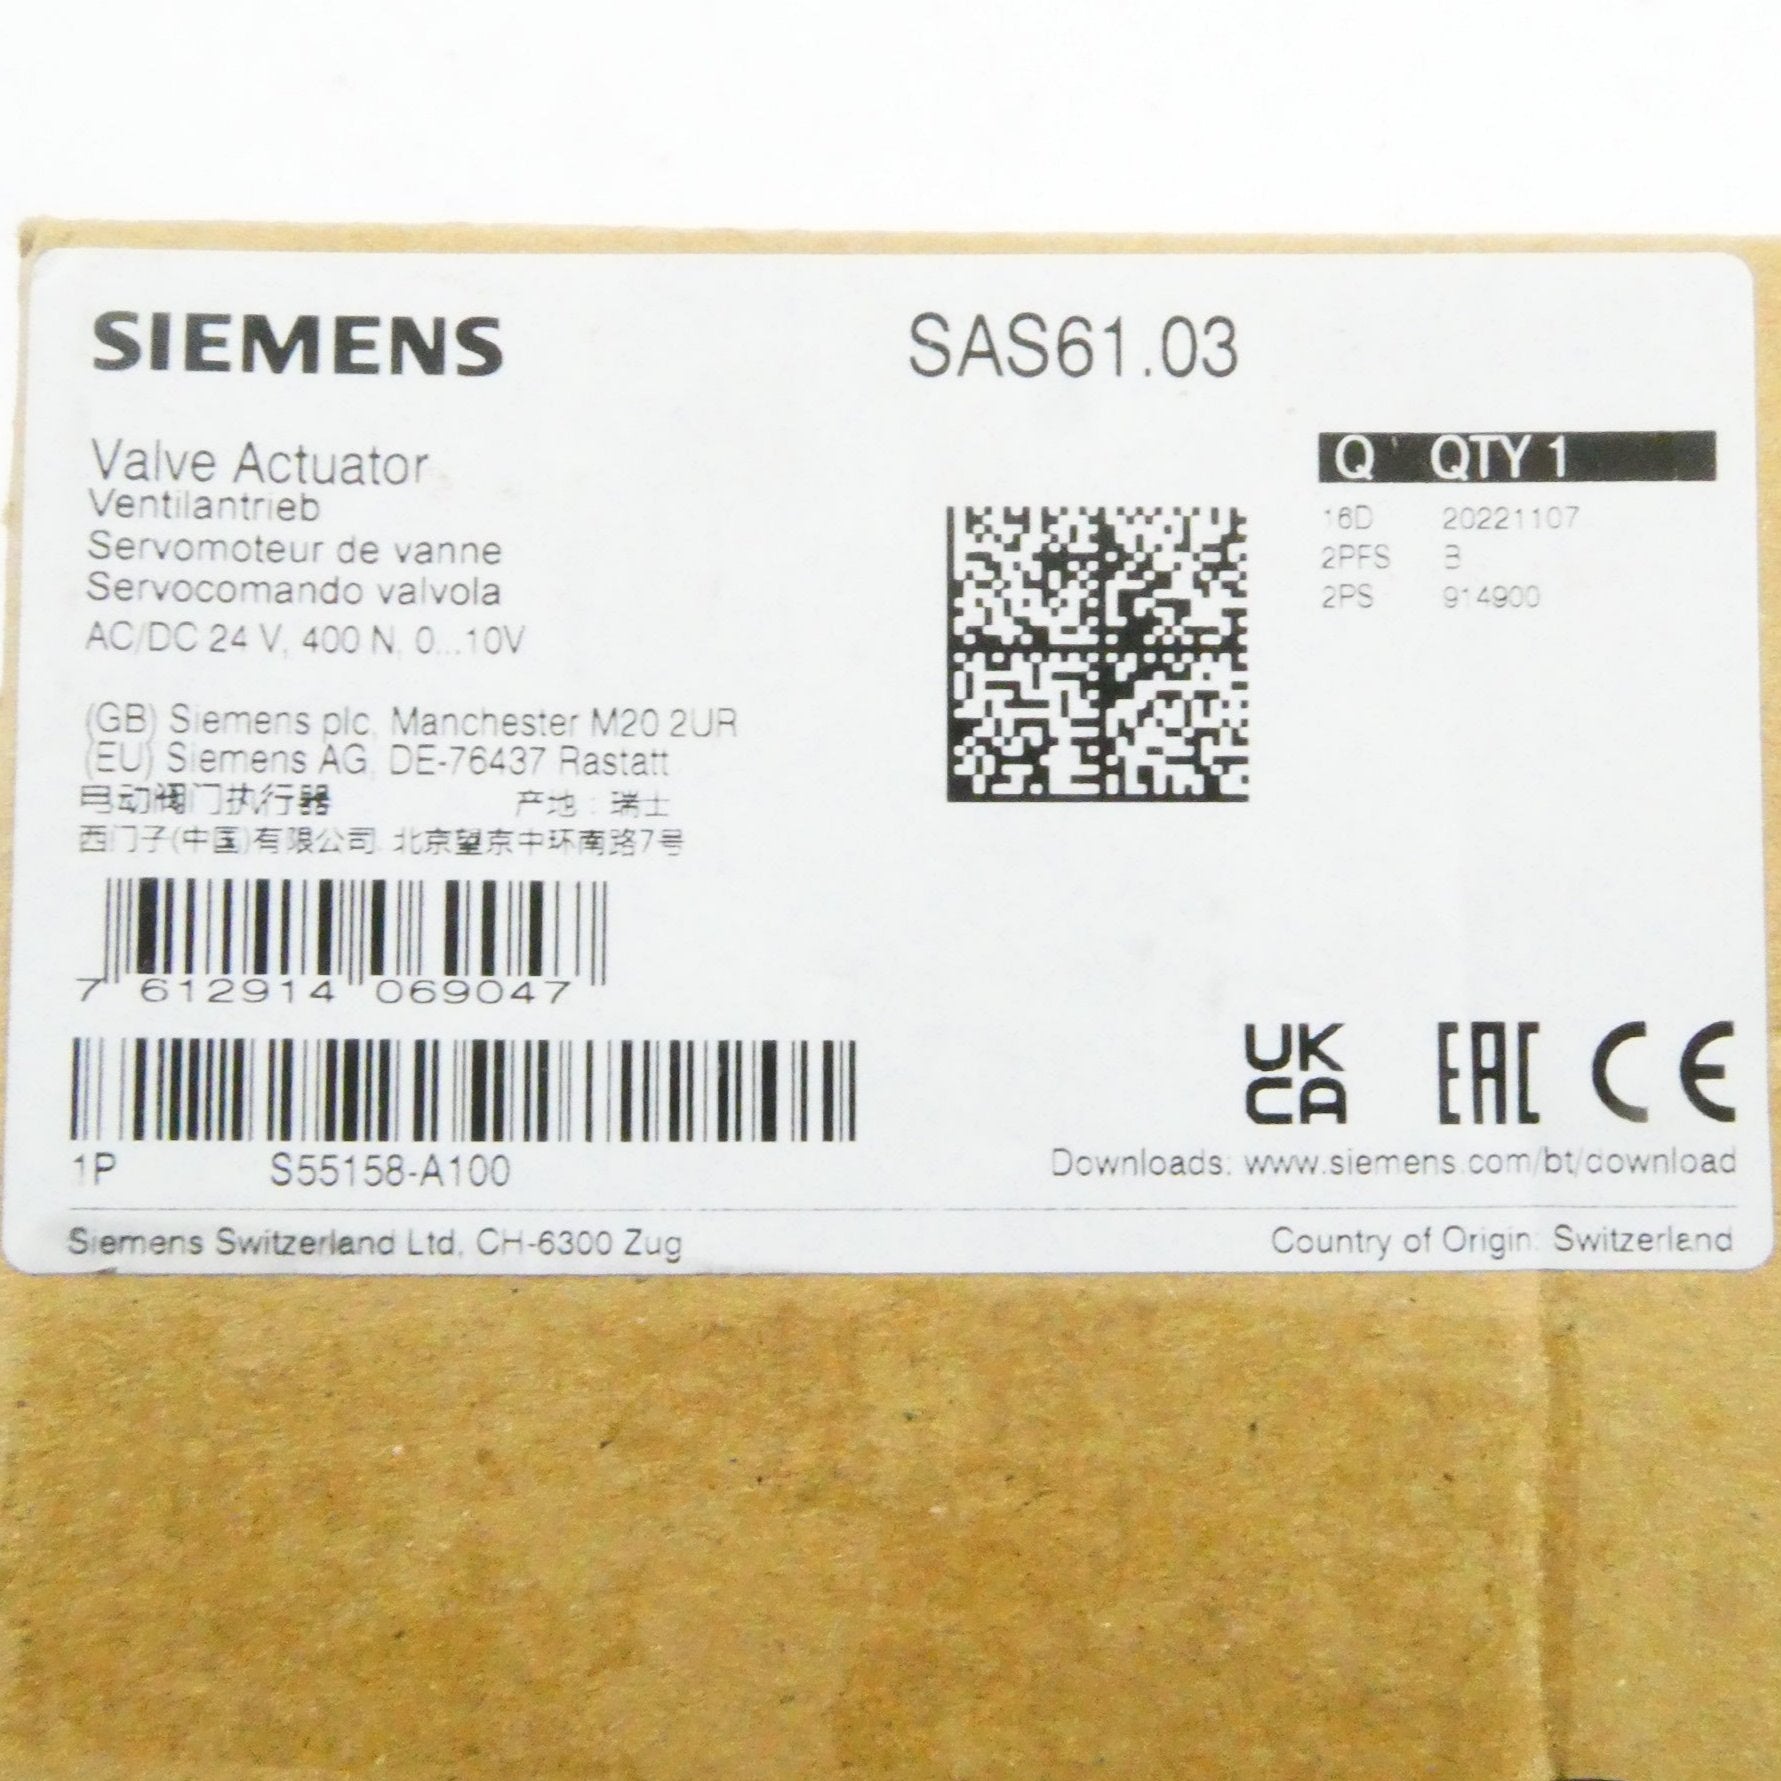 SIEMENS SAS61.03
Valve Actuator
Ventilantrieb
Servomoteur de vanne
Servocomando valvola
AC/DC 24 V, 400 N, 0...10V
Q QTY 1
16D 20221107
2PFS B
2PS 914900
(GB) Siemens plc, Manchester M20 2UR
(EU) Siemens AG, DE-76437 Rastatt
电动阀门执行器 产地：瑞士
西门子(中国)有限公司, 北京望京中环南路7号
7 612914 069047
1P S55158-A100
UK
CA
EAC CE
Downloads: www.siemens.com/bt/download
Siemens Switzerland Ltd, CH-6300 Zug
Country of Origin: Switzerland